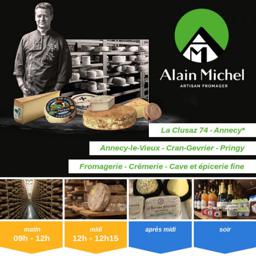 Alain Michel
ARTISAN FROMAGER
La Clusaz 74 - Annecy*
Annecy-le-Vieux - Cran-Gevrier - Pringy
Fromagerie - Crèmerie - Cave et épicerie fine
matin
midi
après midi
soir
09h - 12h
12h - 12h15